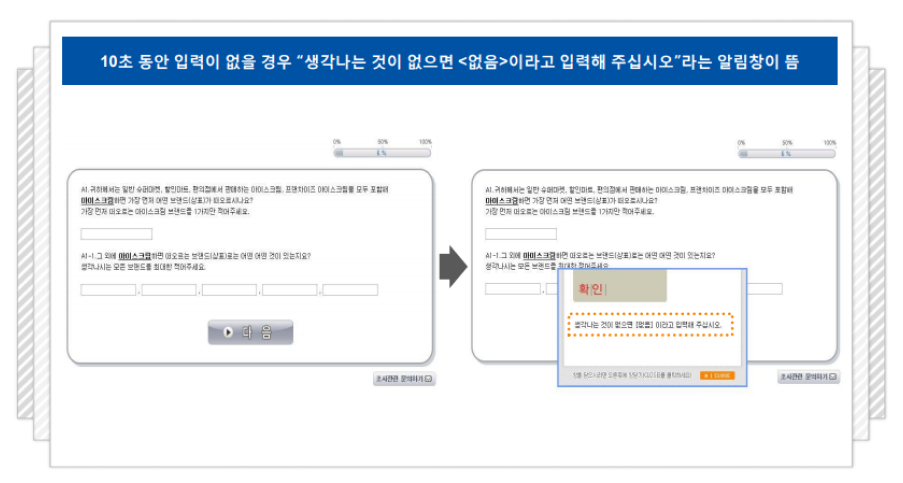 10초 동안 입력이 없을 경우 “생각나는 것이 없으면 <없음>이라고 입력해 주십시오”라는 알림창이 뜸
0% 50% 100%
4 %
A1. 귀하께서는 일반 수퍼마켓, 할인마트, 편의점에서 판매하는 아이스크림, 프랜차이즈 아이스크림을 모두 포함해
아이스크림하면 가장 먼저 어떤 브랜드(상표)가 떠오르시나요?
가장 먼저 떠오르는 아이스크림 브랜드를 1가지만 적어주세요.
A1-1.그 외에 아이스크림하면 떠오르는 브랜드(상표)로는 어떤 어떤 것이 있는지요?
생각나시는 모든 브랜드를 최대한 적어주세요.
, , , ,
다 음
조사관련 문의하기
0% 50% 100%
4 %
A1. 귀하께서는 일반 수퍼마켓, 할인마트, 편의점에서 판매하는 아이스크림, 프랜차이즈 아이스크림을 모두 포함해
아이스크림하면 가장 먼저 어떤 브랜드(상표)가 떠오르시나요?
가장 먼저 떠오르는 아이스크림 브랜드를 1가지만 적어주세요.
A1-1.그 외에 아이스크림하면 떠오르는 브랜드(상표)로는 어떤 어떤 것이 있는지요?
생각나시는 모든 브랜드를 최대한 적어주세요
,
확인
생각나는 것이 없으면 [없음] 이라고 입력해 주십시오.
조사관련 문의하기